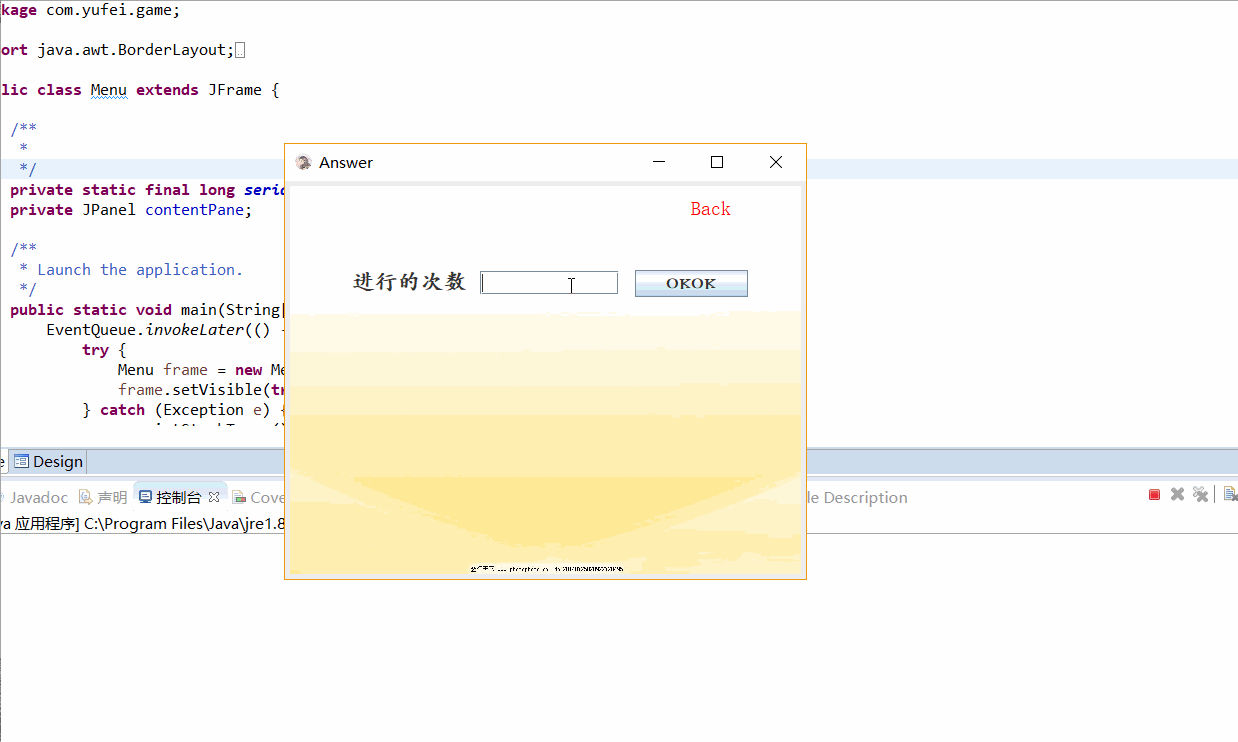 kage com.yufei.game;
ort java.awt.BorderLayout;
lic class Menu extends JFrame {
/**
*
*/
private static final long seri
private JPanel contentPane;
/**
* Launch the application.
*/
public static void main(String[
EventQueue.invokeLater(() -
try {
Menu frame = new Me
frame.setVisible(tr
} catch (Exception e) {
Answer
Back
进行的次数
OKOK
e Design
Javadoc 声明 控制台 Cove le Description
va 应用程序] C:\Program Files\Java\jre1.8